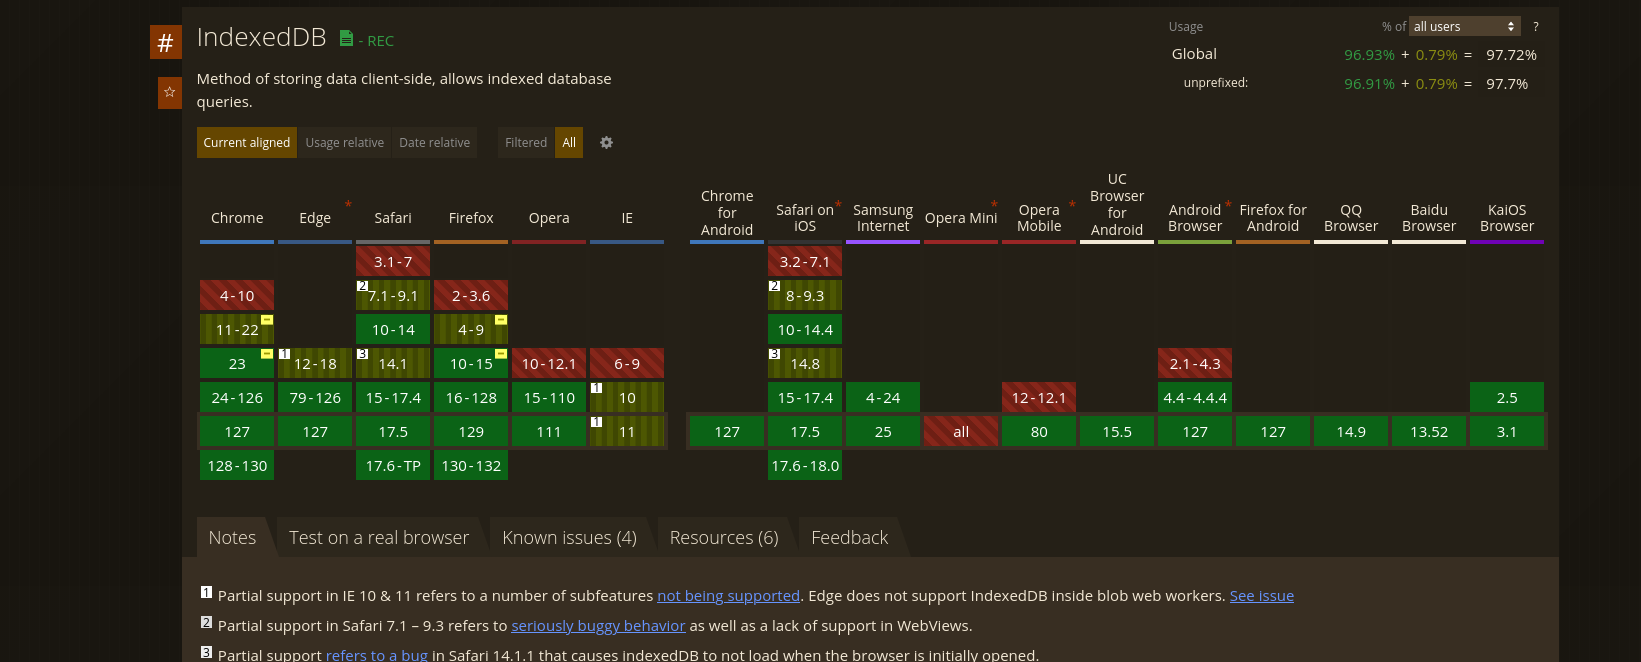 #
IndexedDB - REC
☆
Method of storing data client-side, allows indexed database
queries.
Usage % of all users ?
Global 96.93% + 0.79% = 97.72%
unprefixed: 96.91% + 0.79% = 97.7%
Current aligned Usage relative Date relative Filtered All
Chrome Edge * Safari Firefox Opera IE
Chrome for Android Safari on iOS * Samsung Internet Opera Mini * Opera Mobile * UC Browser for Android Android Browser * Firefox for Android QQ Browser Baidu Browser KaiOS Browser
3.1-7 3.2-7.1
4-10 2 7.1-9.1 2-3.6 2 8-9.3
11-22 10-14 4-9 10-14.4
23 1 12-18 3 14.1 10-15 10-12.1 6-9 3 14.8 2.1-4.3
24-126 79-126 15-17.4 16-128 15-110 1 10 15-17.4 4-24 12-12.1 4.4-4.4.4 2.5
127 127 17.5 129 111 1 11 127 17.5 25 all 80 15.5 127 127 14.9 13.52 3.1
128-130 17.6-TP 130-132 17.6-18.0
Notes Test on a real browser Known issues (4) Resources (6) Feedback
1 Partial support in IE 10 & 11 refers to a number of subfeatures not being supported. Edge does not support IndexedDB inside blob web workers. See issue
2 Partial support in Safari 7.1 – 9.3 refers to seriously buggy behavior as well as a lack of support in WebViews.
3 Partial support refers to a bug in Safari 14.1.1 that causes indexedDB to not load when the browser is initially opened.